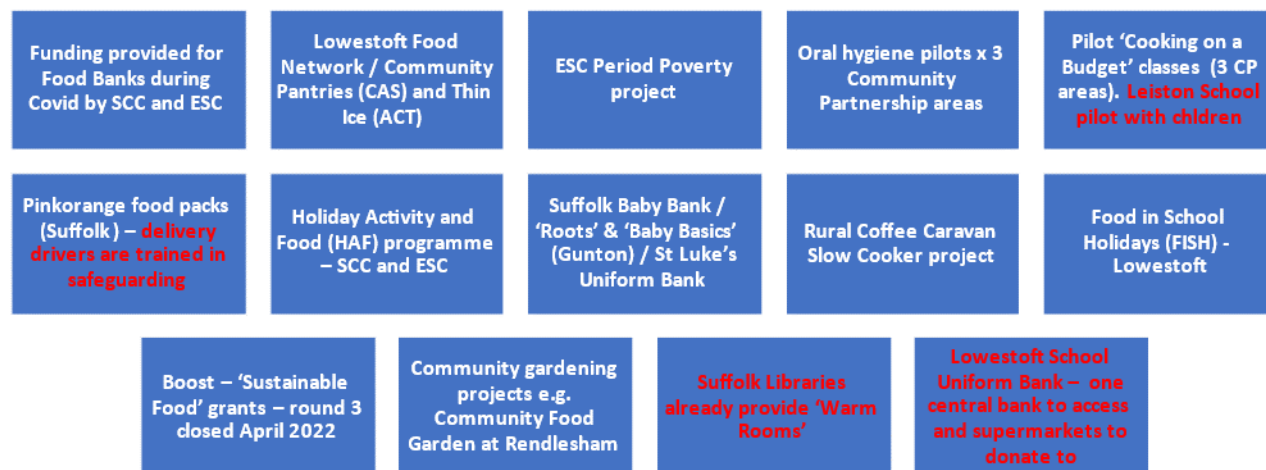 Funding provided for
Food Banks during
Covid by SCC and ESC
Lowestoft Food
Network / Community
Pantries (CAS) and Thin
Ice (ACT)
ESC Period Poverty
project
Oral hygiene pilots x 3
Community
Partnership areas
Pilot ‘Cooking on a
Budget’ classes (3 CP
areas). Leiston School
pilot with chldren
Pinkorange food packs
(Suffolk) – delivery
drivers are trained in
safeguarding
Holiday Activity and
Food (HAF) programme
– SCC and ESC
Suffolk Baby Bank /
‘Roots’ & ‘Baby Basics’
(Gunton) / St Luke’s
Uniform Bank
Rural Coffee Caravan
Slow Cooker project
Food in School
Holidays (FISH) -
Lowestoft
Boost – ‘Sustainable
Food’ grants – round 3
closed April 2022
Community gardening
projects e.g.
Community Food
Garden at Rendlesham
Suffolk Libraries
already provide ‘Warm
Rooms’
Lowestoft School
Uniform Bank – one
central bank to access
and supermarkets to
donate to